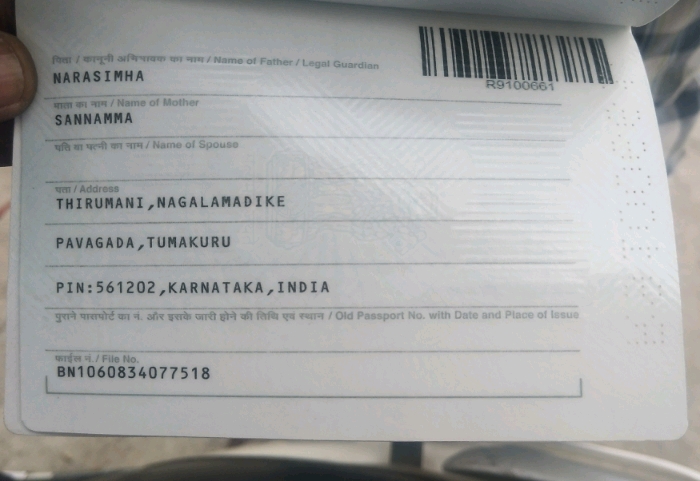 पिता / कानूनी अभिभावक का नाम / Name of Father / Legal Guardian
NARASIMHA
R9100661
माता का नाम / Name of Mother
SANNAMMA
पति या पत्नी का नाम / Name of Spouse
पता / Address
THIRUMANI,NAGALAMADIKE
PAVAGADA,TUMAKURU
PIN:561202,KARNATAKA,INDIA
पुराने पासपोर्ट का नं. और इसके जारी होने की तिथि एवं स्थान / Old Passport No. with Date and Place of Issue
फाईल नं. / File No.
BN1060834077518